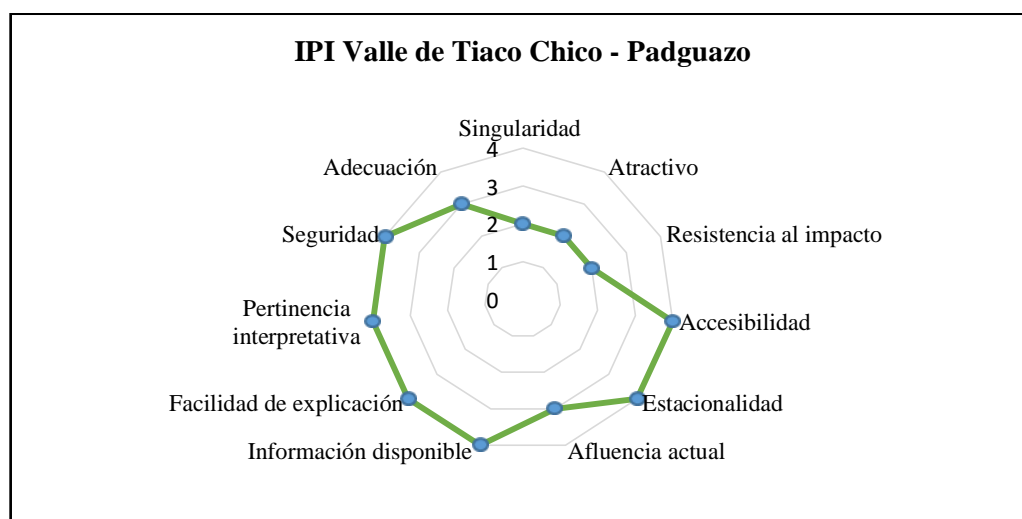 IPI Valle de Tiaco Chico - Padguazo
Singularidad
Atractivo
Resistencia al impacto
Accesibilidad
Estacionalidad
Afluencia actual
Información disponible
Facilidad de explicación
Pertinencia
interpretativa
Seguridad
Adecuación
4
3
2
1
0